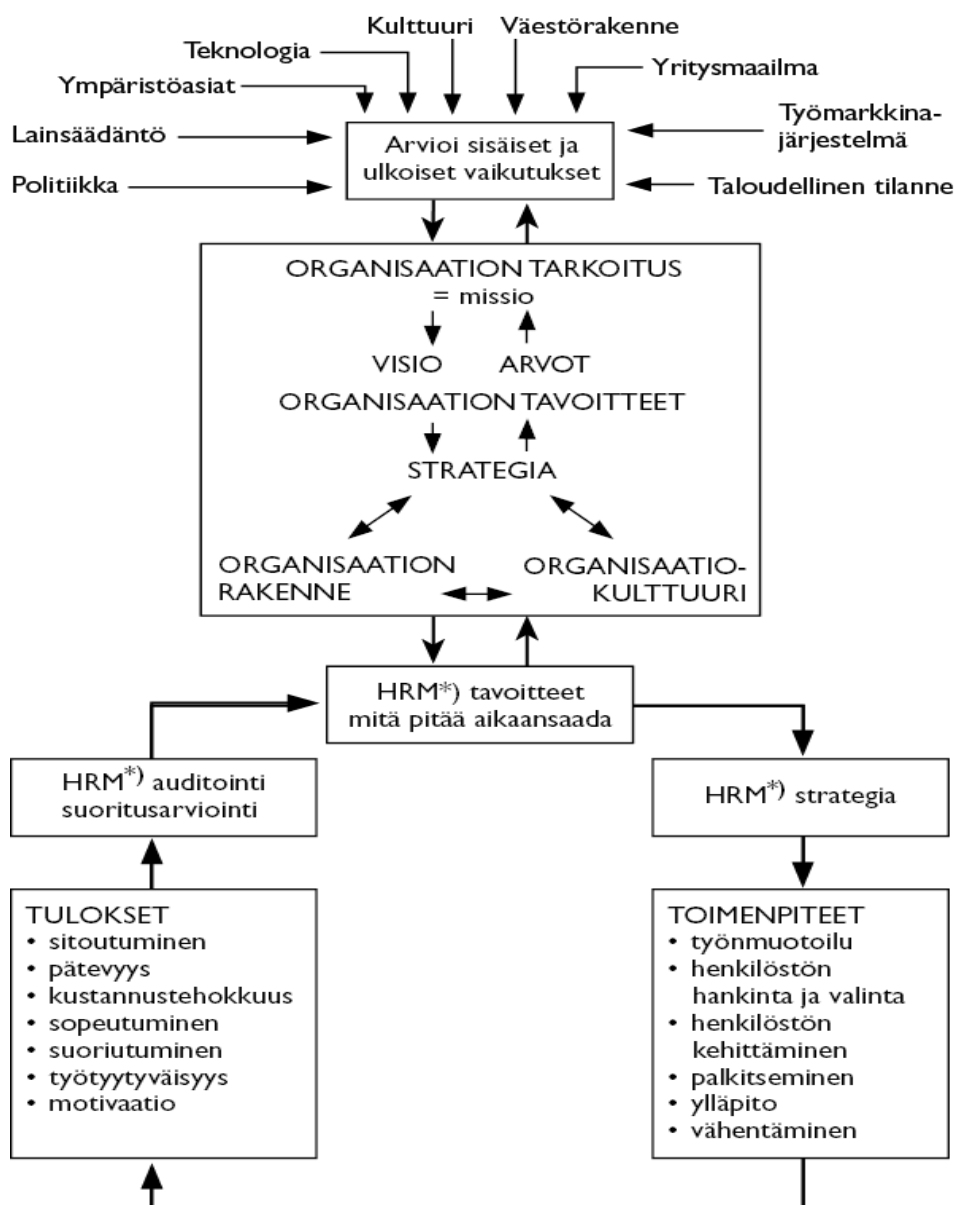 Kulttuuri
Väestörakenne
Teknologia
Yritysmaailma
Ympäristöasiat
Lainsäädäntö
Työmarkkina-
järjestelmä
Arvioi sisäiset ja
ulkoiset vaikutukset
Politiikka
Taloudellinen tilanne
ORGANISAATION TARKOITUS
= missio
VISIO ARVOT
ORGANISAATION TAVOITTEET
STRATEGIA
ORGANISAATION
RAKENNE
ORGANISAATIO-
KULTTUURI
HRM*) tavoitteet
mitä pitää aikaansaada
HRM*) auditointi
suoritusarviointi
HRM*) strategia
TULOKSET
• sitoutuminen
• pätevyys
• kustannustehokkuus
• sopeutuminen
• suoriutuminen
• työtyytyväisyys
• motivaatio
TOIMENPITEET
• työnmuotoilu
• henkilöstön
hankinta ja valinta
• henkilöstön
kehittäminen
• palkitseminen
• ylläpito
• vähentäminen